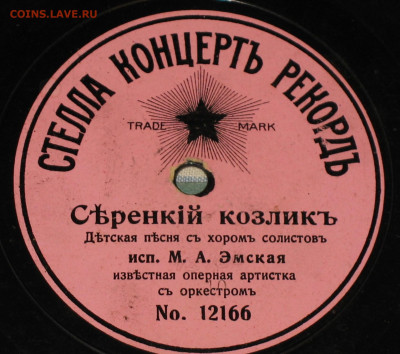 COINS.LAVE.RU
СТЕЛЛА КОНЦЕРТЪ РЕКОРДЪ
TRADE MARK
Сѣренкій козликъ
Дѣтская пѣсня съ хоромъ солистовъ
исп. М. А. Эмская
извѣстная оперная артистка
съ оркестромъ
No. 12166